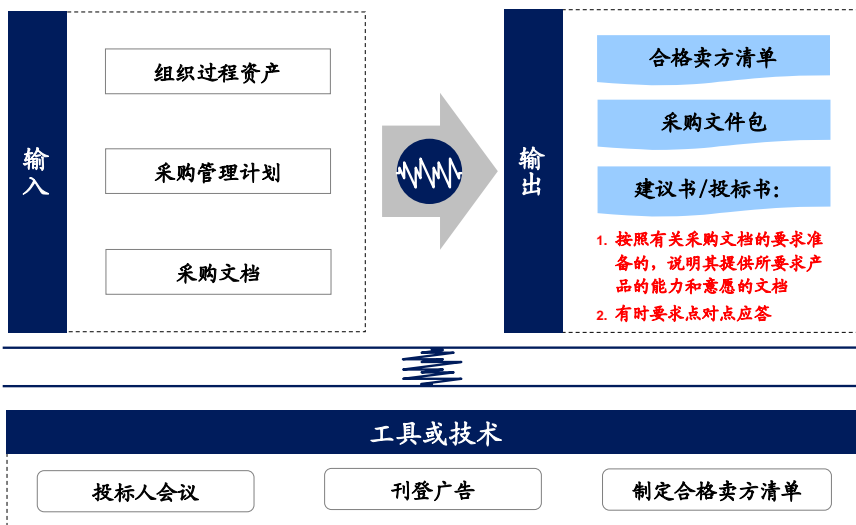 输入
组织过程资产
采购管理计划
采购文档
输出
合格卖方清单
采购文件包
建议书/投标书：
1. 按照有关采购文档的要求准
备的，说明其提供所要求产
品的能力和意愿的文档
2. 有时要求点对点应答
工具或技术
投标人会议
刊登广告
制定合格卖方清单